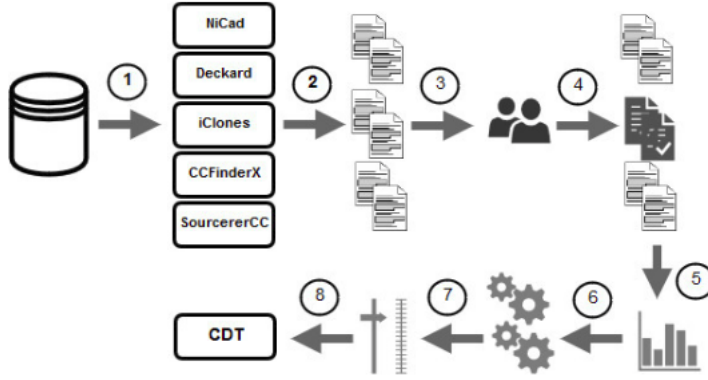 NiCad
1
2
3
4
Deckard
iClones
CCFinderX
SourcererCC
5
8
7
6
CDT